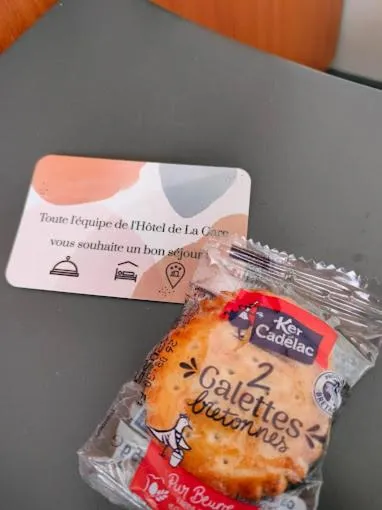 Toute l'équipe de l'Hôtel de La Gare
vous souhaite un bon séjour
Ker
Cadélac
2
Galettes
bretonnes
Pur Beurre